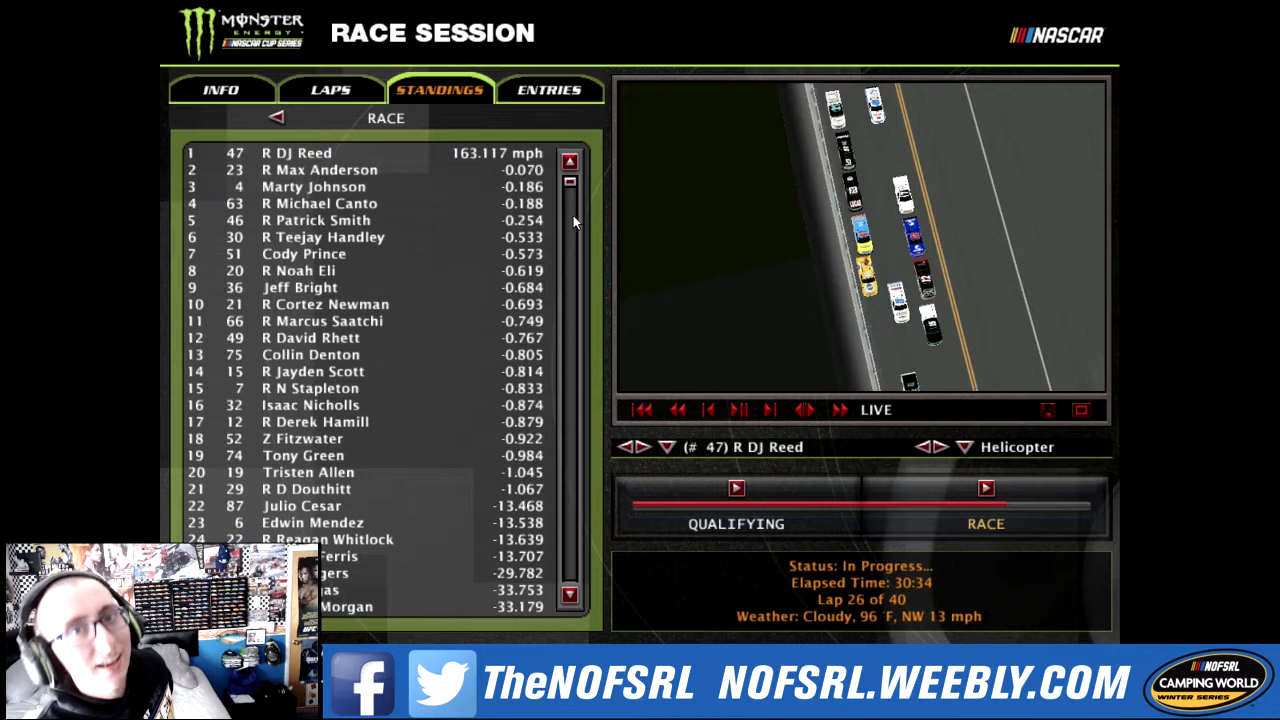 MONSTER
ENERGY
NASCAR CUP SERIES
RACE SESSION
NASCAR
INFO LAPS STANDINGS ENTRIES
RACE
1 47 R DJ Reed 163.117 mph
2 23 R Max Anderson -0.070
3 4 Marty Johnson -0.186
4 63 R Michael Canto -0.188
5 46 R Patrick Smith -0.254
6 30 R Teejay Handley -0.533
7 51 Cody Prince -0.573
8 20 R Noah Eli -0.619
9 36 Jeff Bright -0.684
10 21 R Cortez Newman -0.693
11 66 R Marcus Saatchi -0.749
12 49 R David Rhett -0.767
13 75 Collin Denton -0.805
14 15 R Jayden Scott -0.814
15 7 R N Stapleton -0.833
16 32 Isaac Nicholls -0.874
17 12 R Derek Hamill -0.879
18 52 Z Fitzwater -0.922
19 74 Tony Green -0.984
20 19 Tristen Allen -1.045
21 29 R D Douthitt -1.067
22 87 Julio Cesar -13.468
23 6 Edwin Mendez -13.538
24 22 R Reagan Whitlock -13.639
Ferris -13.707
gers -29.782
as -33.753
Morgan -33.179
LIVE
(# 47) R DJ Reed Helicopter
QUALIFYING RACE
Status: In Progress...
Elapsed Time: 30:34
Lap 26 of 40
Weather: Cloudy, 96°F, NW 13 mph
TheNOFSRL NOFSRL.WEEBLY.COM
NOFSRL
CAMPING WORLD
WINTER SERIES